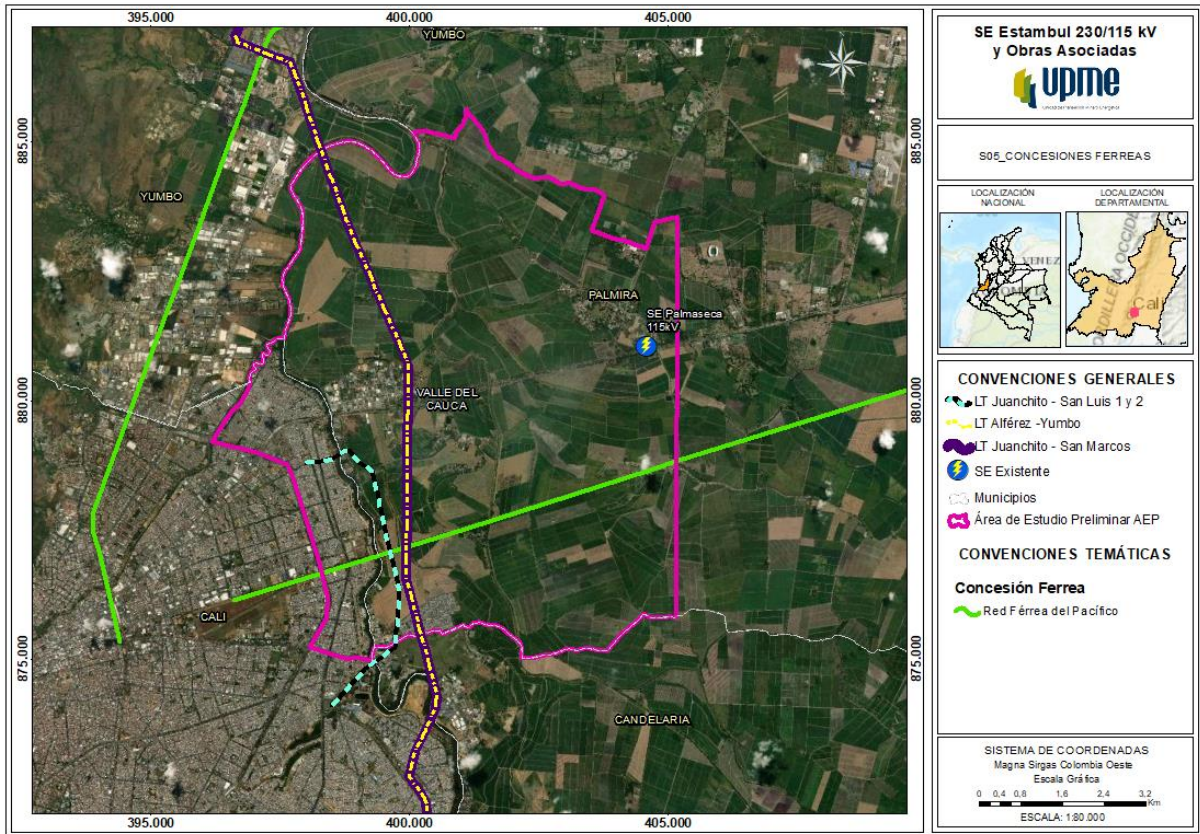 395.000
400.000
405.000
885.000
880.000
875.000
YUMBO
YUMBO
PALMIRA
SE Palmaseca
115kV
VALLE DEL
CAUCA
CALI
CANDELARIA
885.000
880.000
875.000
395.000
400.000
405.000
SE Estambul 230/115 kV
y Obras Asociadas
upme
S05_CONCESIONES FERREAS
LOCALIZACIÓN
NACIONAL
LOCALIZACIÓN
DEPARTAMENTAL
VENEZ
Cali
CONVENCIONES GENERALES
LT Juanchito - San Luis 1 y 2
LT Alférez -Yumbo
LT Juanchito - San Marcos
SE Existente
Municipios
Área de Estudio Preliminar AEP
CONVENCIONES TEMÁTICAS
Concesión Ferrea
Red Férrea del Pacífico
SISTEMA DE COORDENADAS
Magna Sirgas Colombia Oeste
Escala Gráfica
0 0,4 0,8 1,6 2,4 3,2
Km
ESCALA: 1:80.000